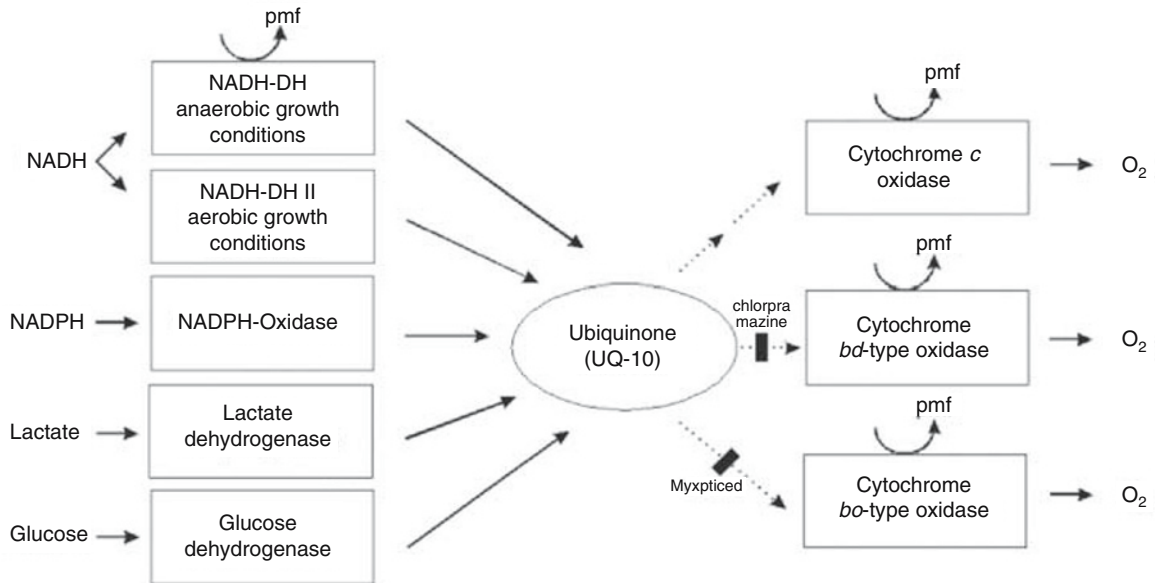 pmf
NADH-DH
anaerobic growth
conditions
NADH
NADH-DH II
aerobic growth
conditions
NADPH
NADPH-Oxidase
Lactate
Lactate
dehydrogenase
Glucose
Glucose
dehydrogenase
Ubiquinone
(UQ-10)
chlorpra
mazine
Myxpticed
pmf
Cytochrome c
oxidase
O₂
pmf
Cytochrome
bd-type oxidase
O₂
pmf
Cytochrome
bo-type oxidase
O₂